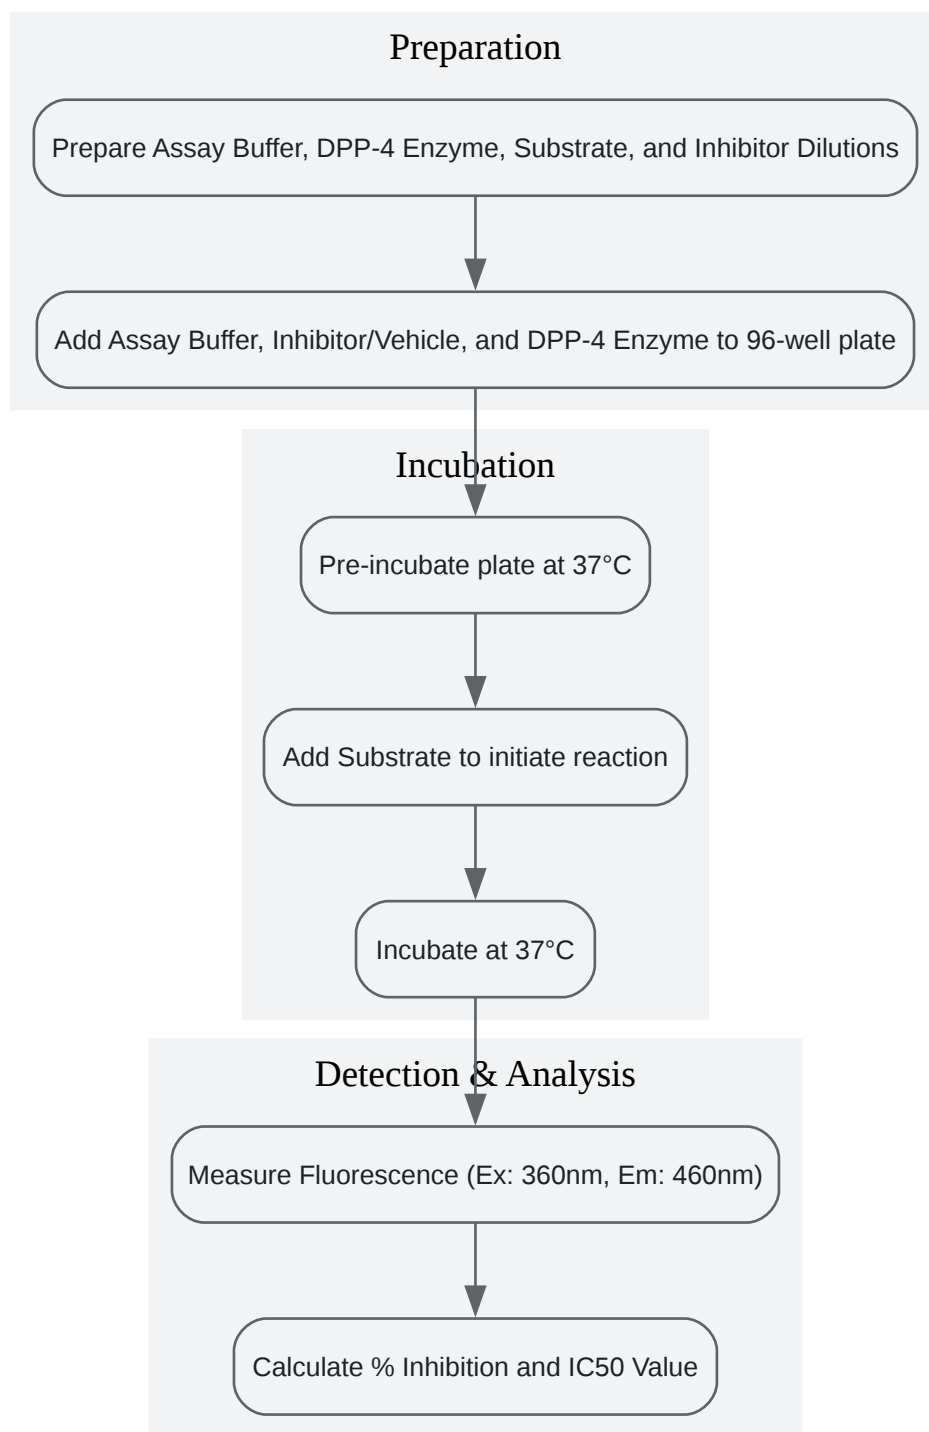 Preparation
Prepare Assay Buffer, DPP-4 Enzyme, Substrate, and Inhibitor Dilutions
Add Assay Buffer, Inhibitor/Vehicle, and DPP-4 Enzyme to 96-well plate
Incubation
Pre-incubate plate at 37°C
Add Substrate to initiate reaction
Incubate at 37°C
Detection & Analysis
Measure Fluorescence (Ex: 360nm, Em: 460nm)
Calculate % Inhibition and IC50 Value